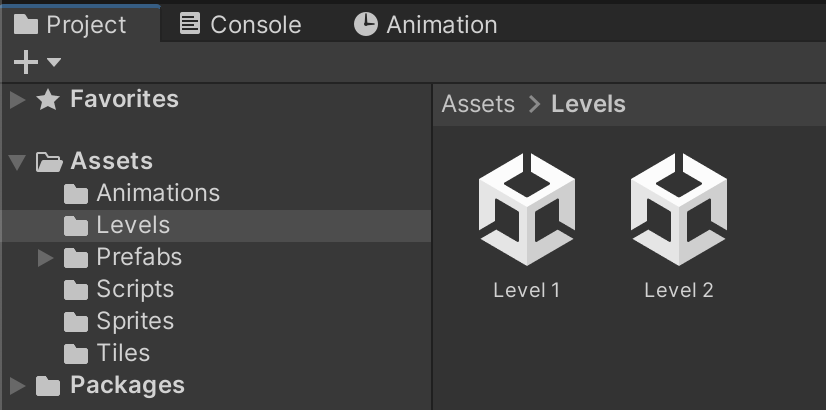 Project
Console
Animation
Favorites
Assets
Animations
Levels
Prefabs
Scripts
Sprites
Tiles
Packages
Assets > Levels
Level 1
Level 2